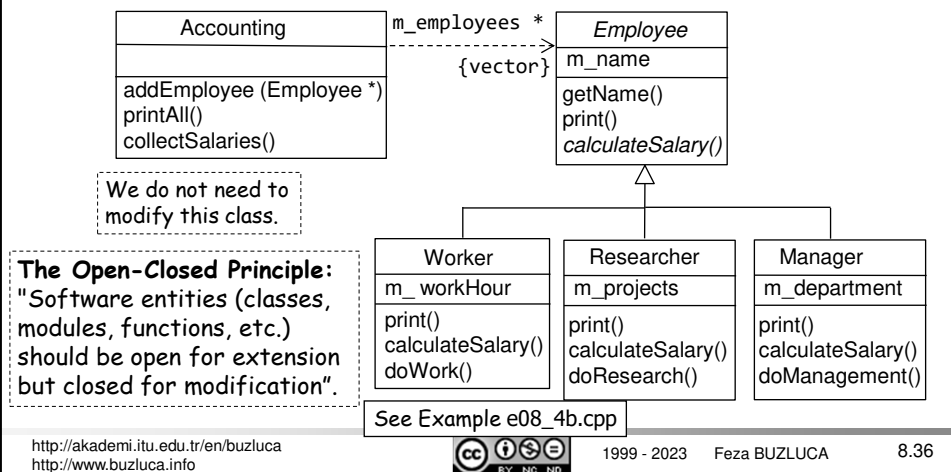 Accounting
addEmployee (Employee *)
printAll()
collectSalaries()
m_employees *
{vector}
Employee
m_name
getName()
print()
calculateSalary()
We do not need to
modify this class.
The Open-Closed Principle:
"Software entities (classes,
modules, functions, etc.)
should be open for extension
but closed for modification".
Worker
m_ workHour
print()
calculateSalary()
doWork()
Researcher
m_projects
print()
calculateSalary()
doResearch()
Manager
m_department
print()
calculateSalary()
doManagement()
See Example e08_4b.cpp
http://akademi.itu.edu.tr/en/buzluca
http://www.buzluca.info
cc BY NC ND
1999 - 2023 Feza BUZLUCA 8.36